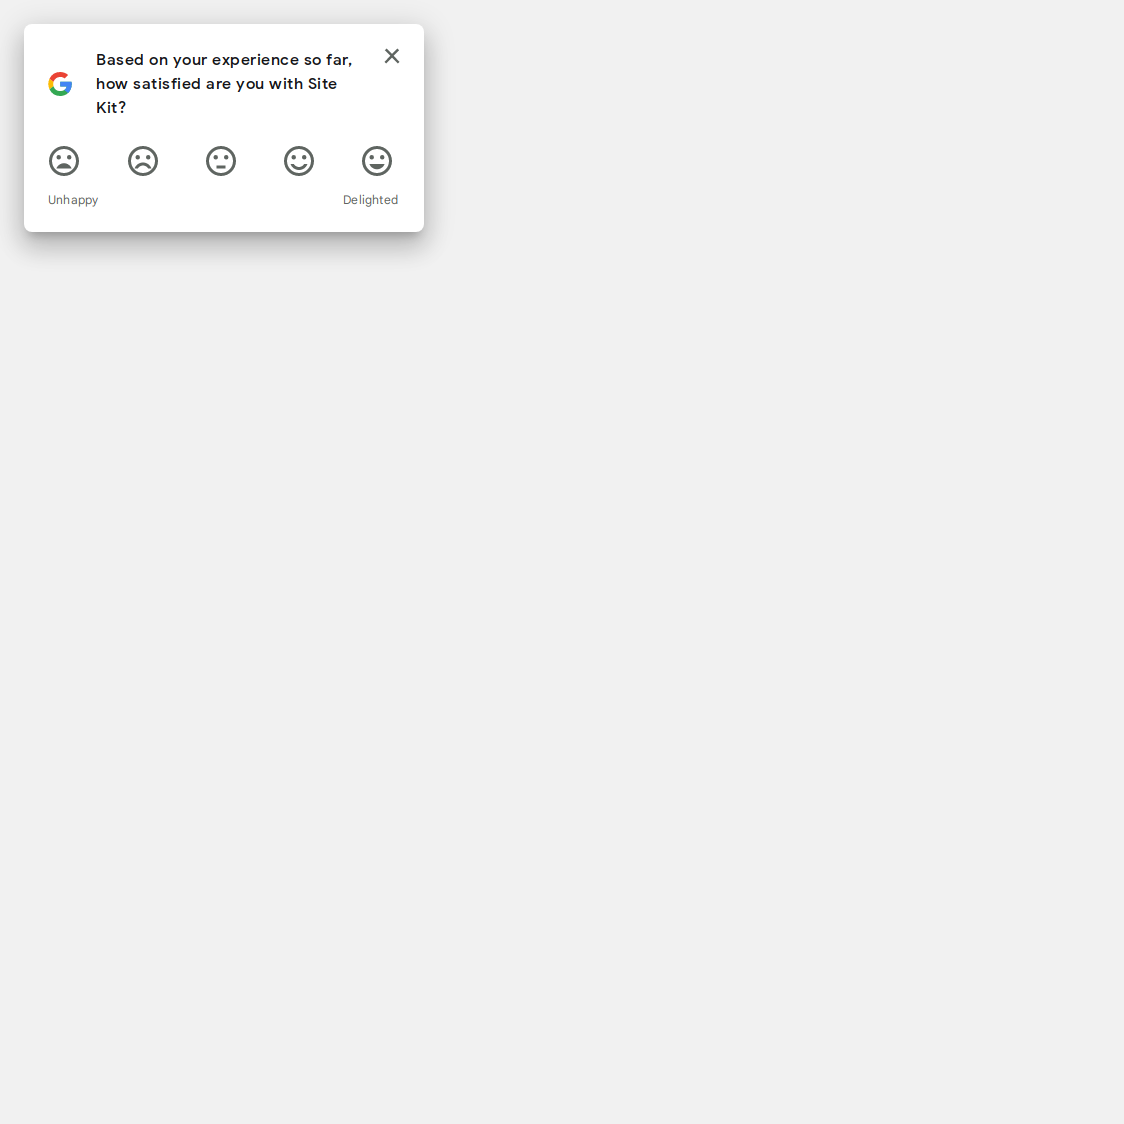 Based on your experience so far,
how satisfied are you with Site
Kit?
Unhappy
Delighted